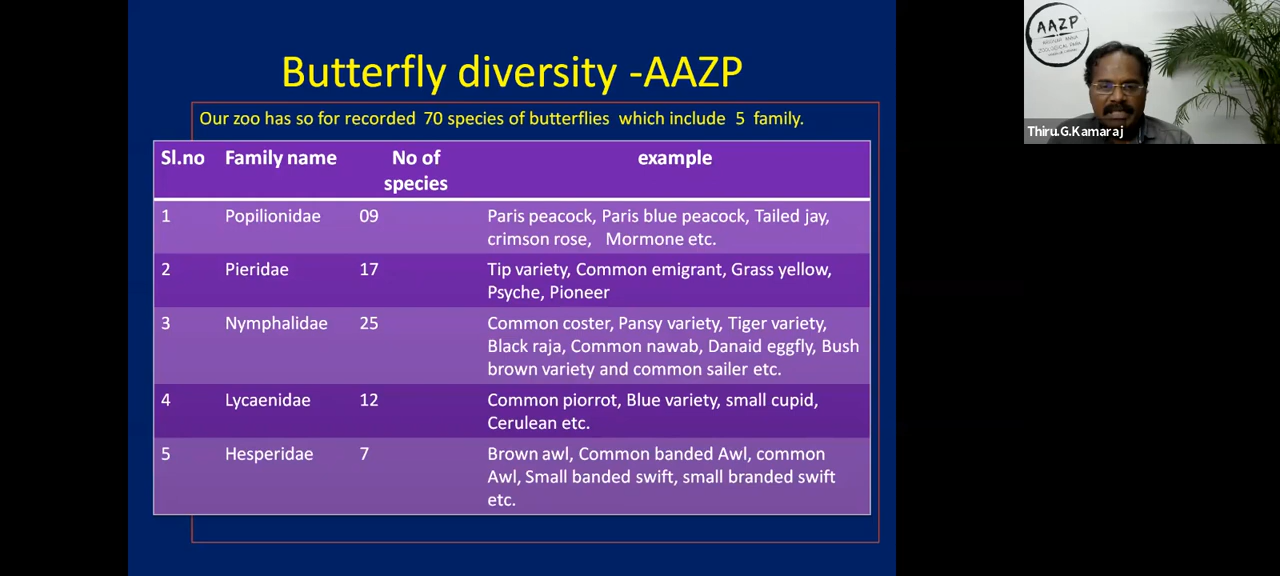 Butterfly diversity -AAZP
Our zoo has so for recorded 70 species of butterflies which include 5 family.
Sl.no Family name No of species example
1 Popilionidae 09 Paris peacock, Paris blue peacock, Tailed jay,
crimson rose, Mormone etc.
2 Pieridae 17 Tip variety, Common emigrant, Grass yellow,
Psyche, Pioneer
3 Nymphalidae 25 Common coster, Pansy variety, Tiger variety,
Black raja, Common nawab, Danaid eggfly, Bush
brown variety and common sailer etc.
4 Lycaenidae 12 Common piorrot, Blue variety, small cupid,
Cerulean etc.
5 Hesperidae 7 Brown awl, Common banded Awl, common
Awl, Small banded swift, small branded swift
etc.
AAZP
ZOOLOGICAL PARK
Thiru.G.Kamaraj